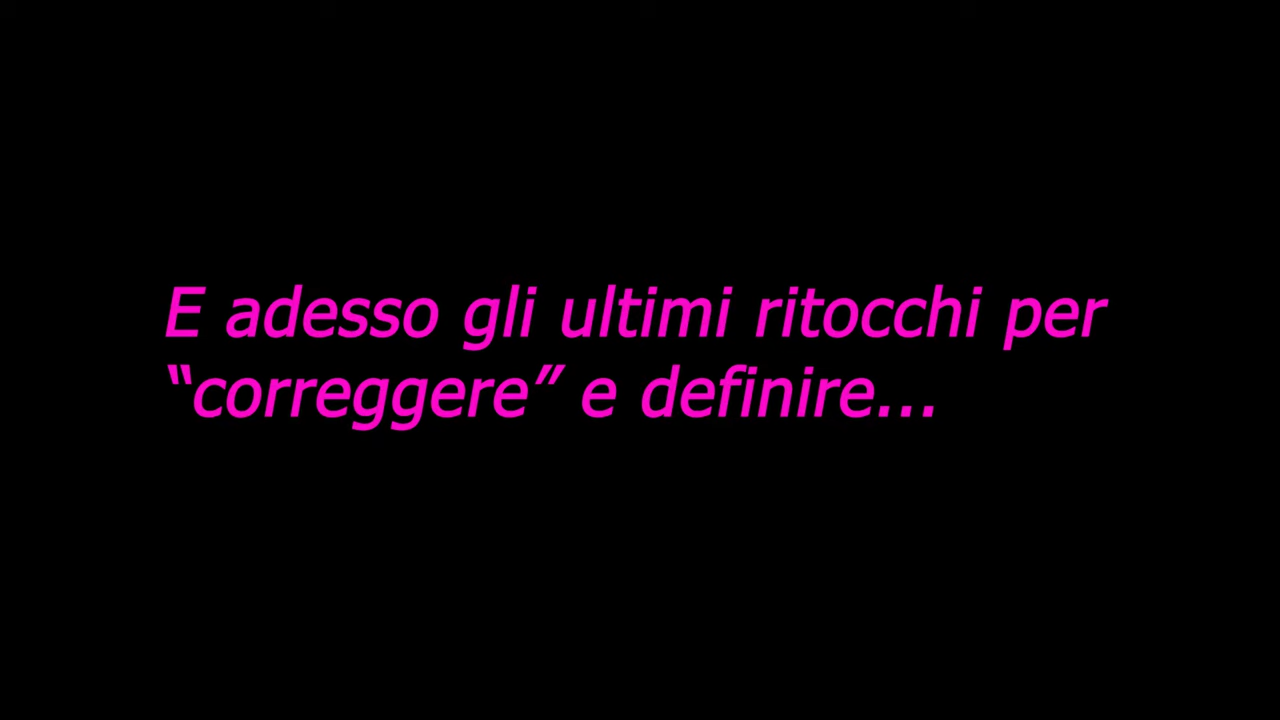 E adesso gli ultimi ritocchi per
“correggere” e definire...